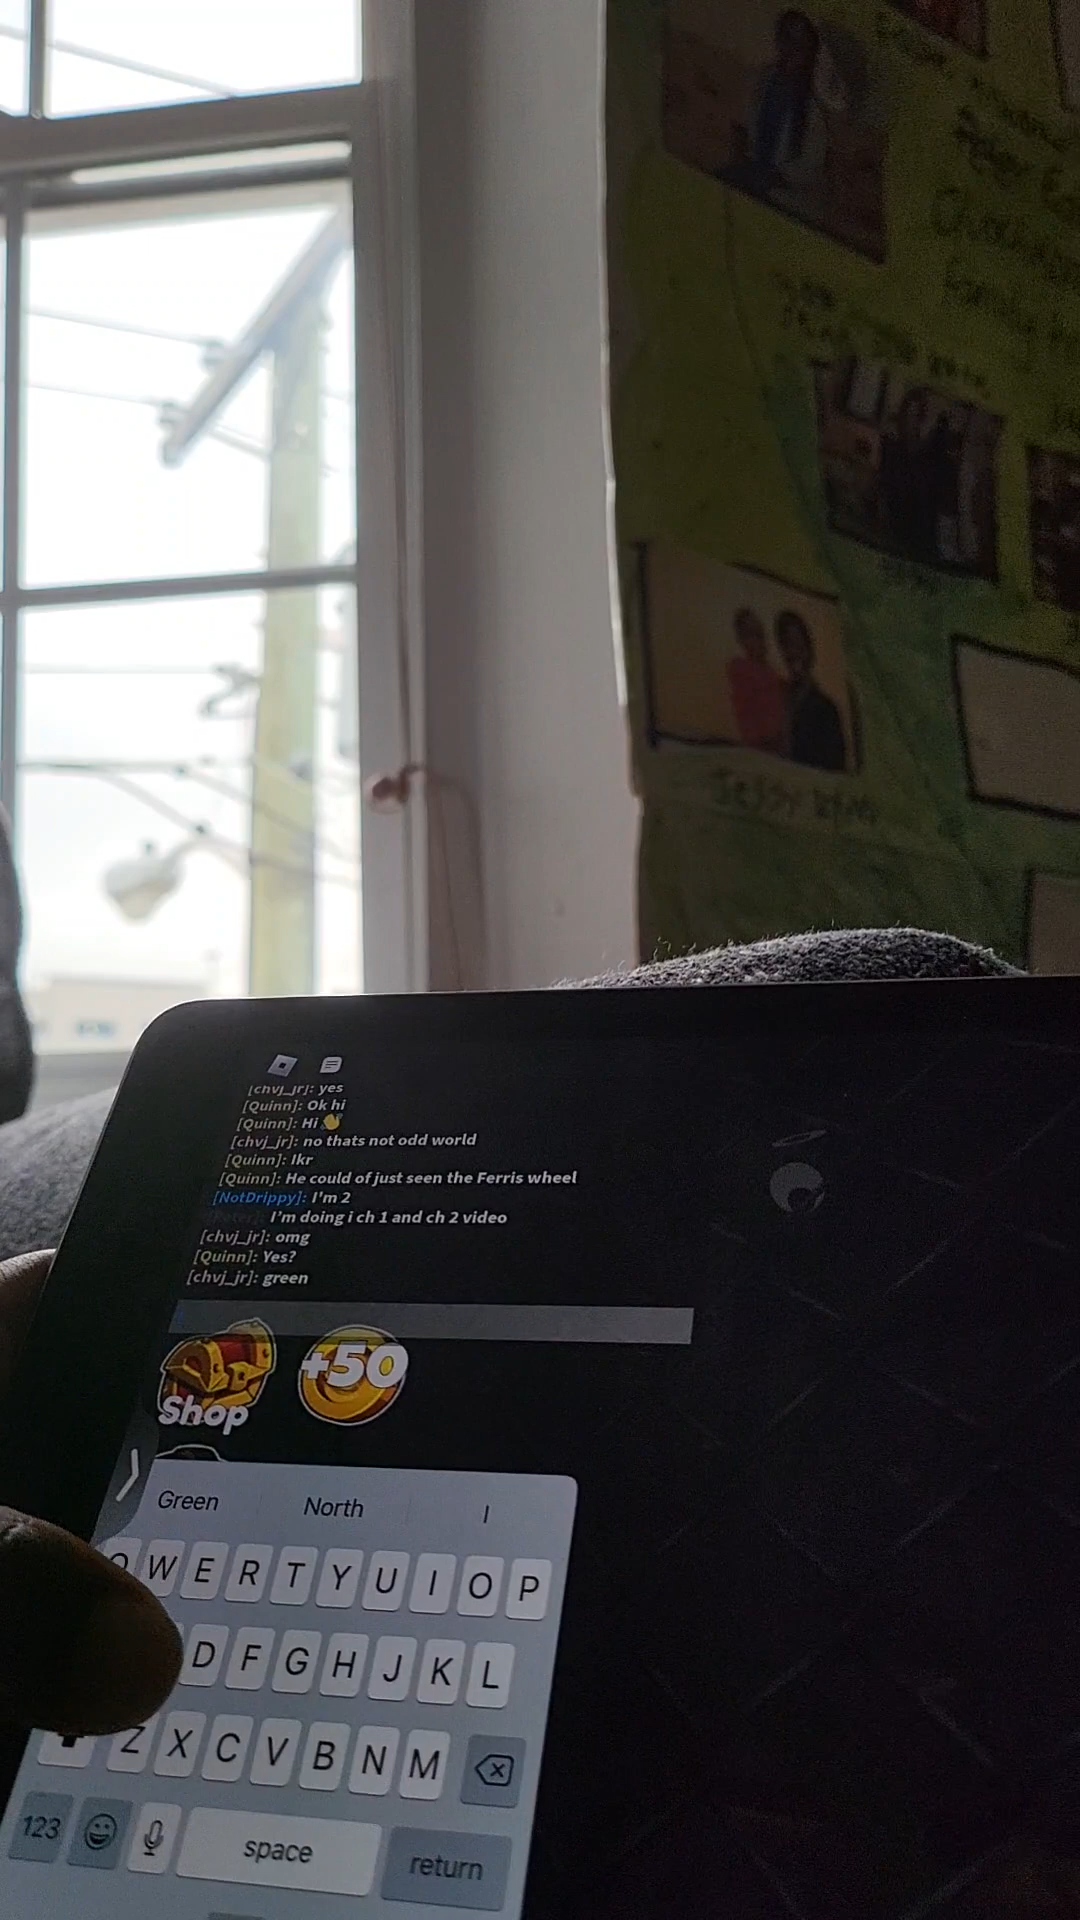 [chvj_jr]: yes
[Quinn]: Ok hi
[Quinn]: Hi 👋
[chvj_jr]: no thats not odd world
[Quinn]: Ikr
[Quinn]: He could of just seen the Ferris wheel
[NotDrippy]: I'm 2
I'm doing i ch 1 and ch 2 video
[chvj_jr]: omg
[Quinn]: Yes?
[chvj_jr]: green
Shop
+50
Green North I
Q W E R T Y U I O P
D F G H J K L
Z X C V B N M
123 space return